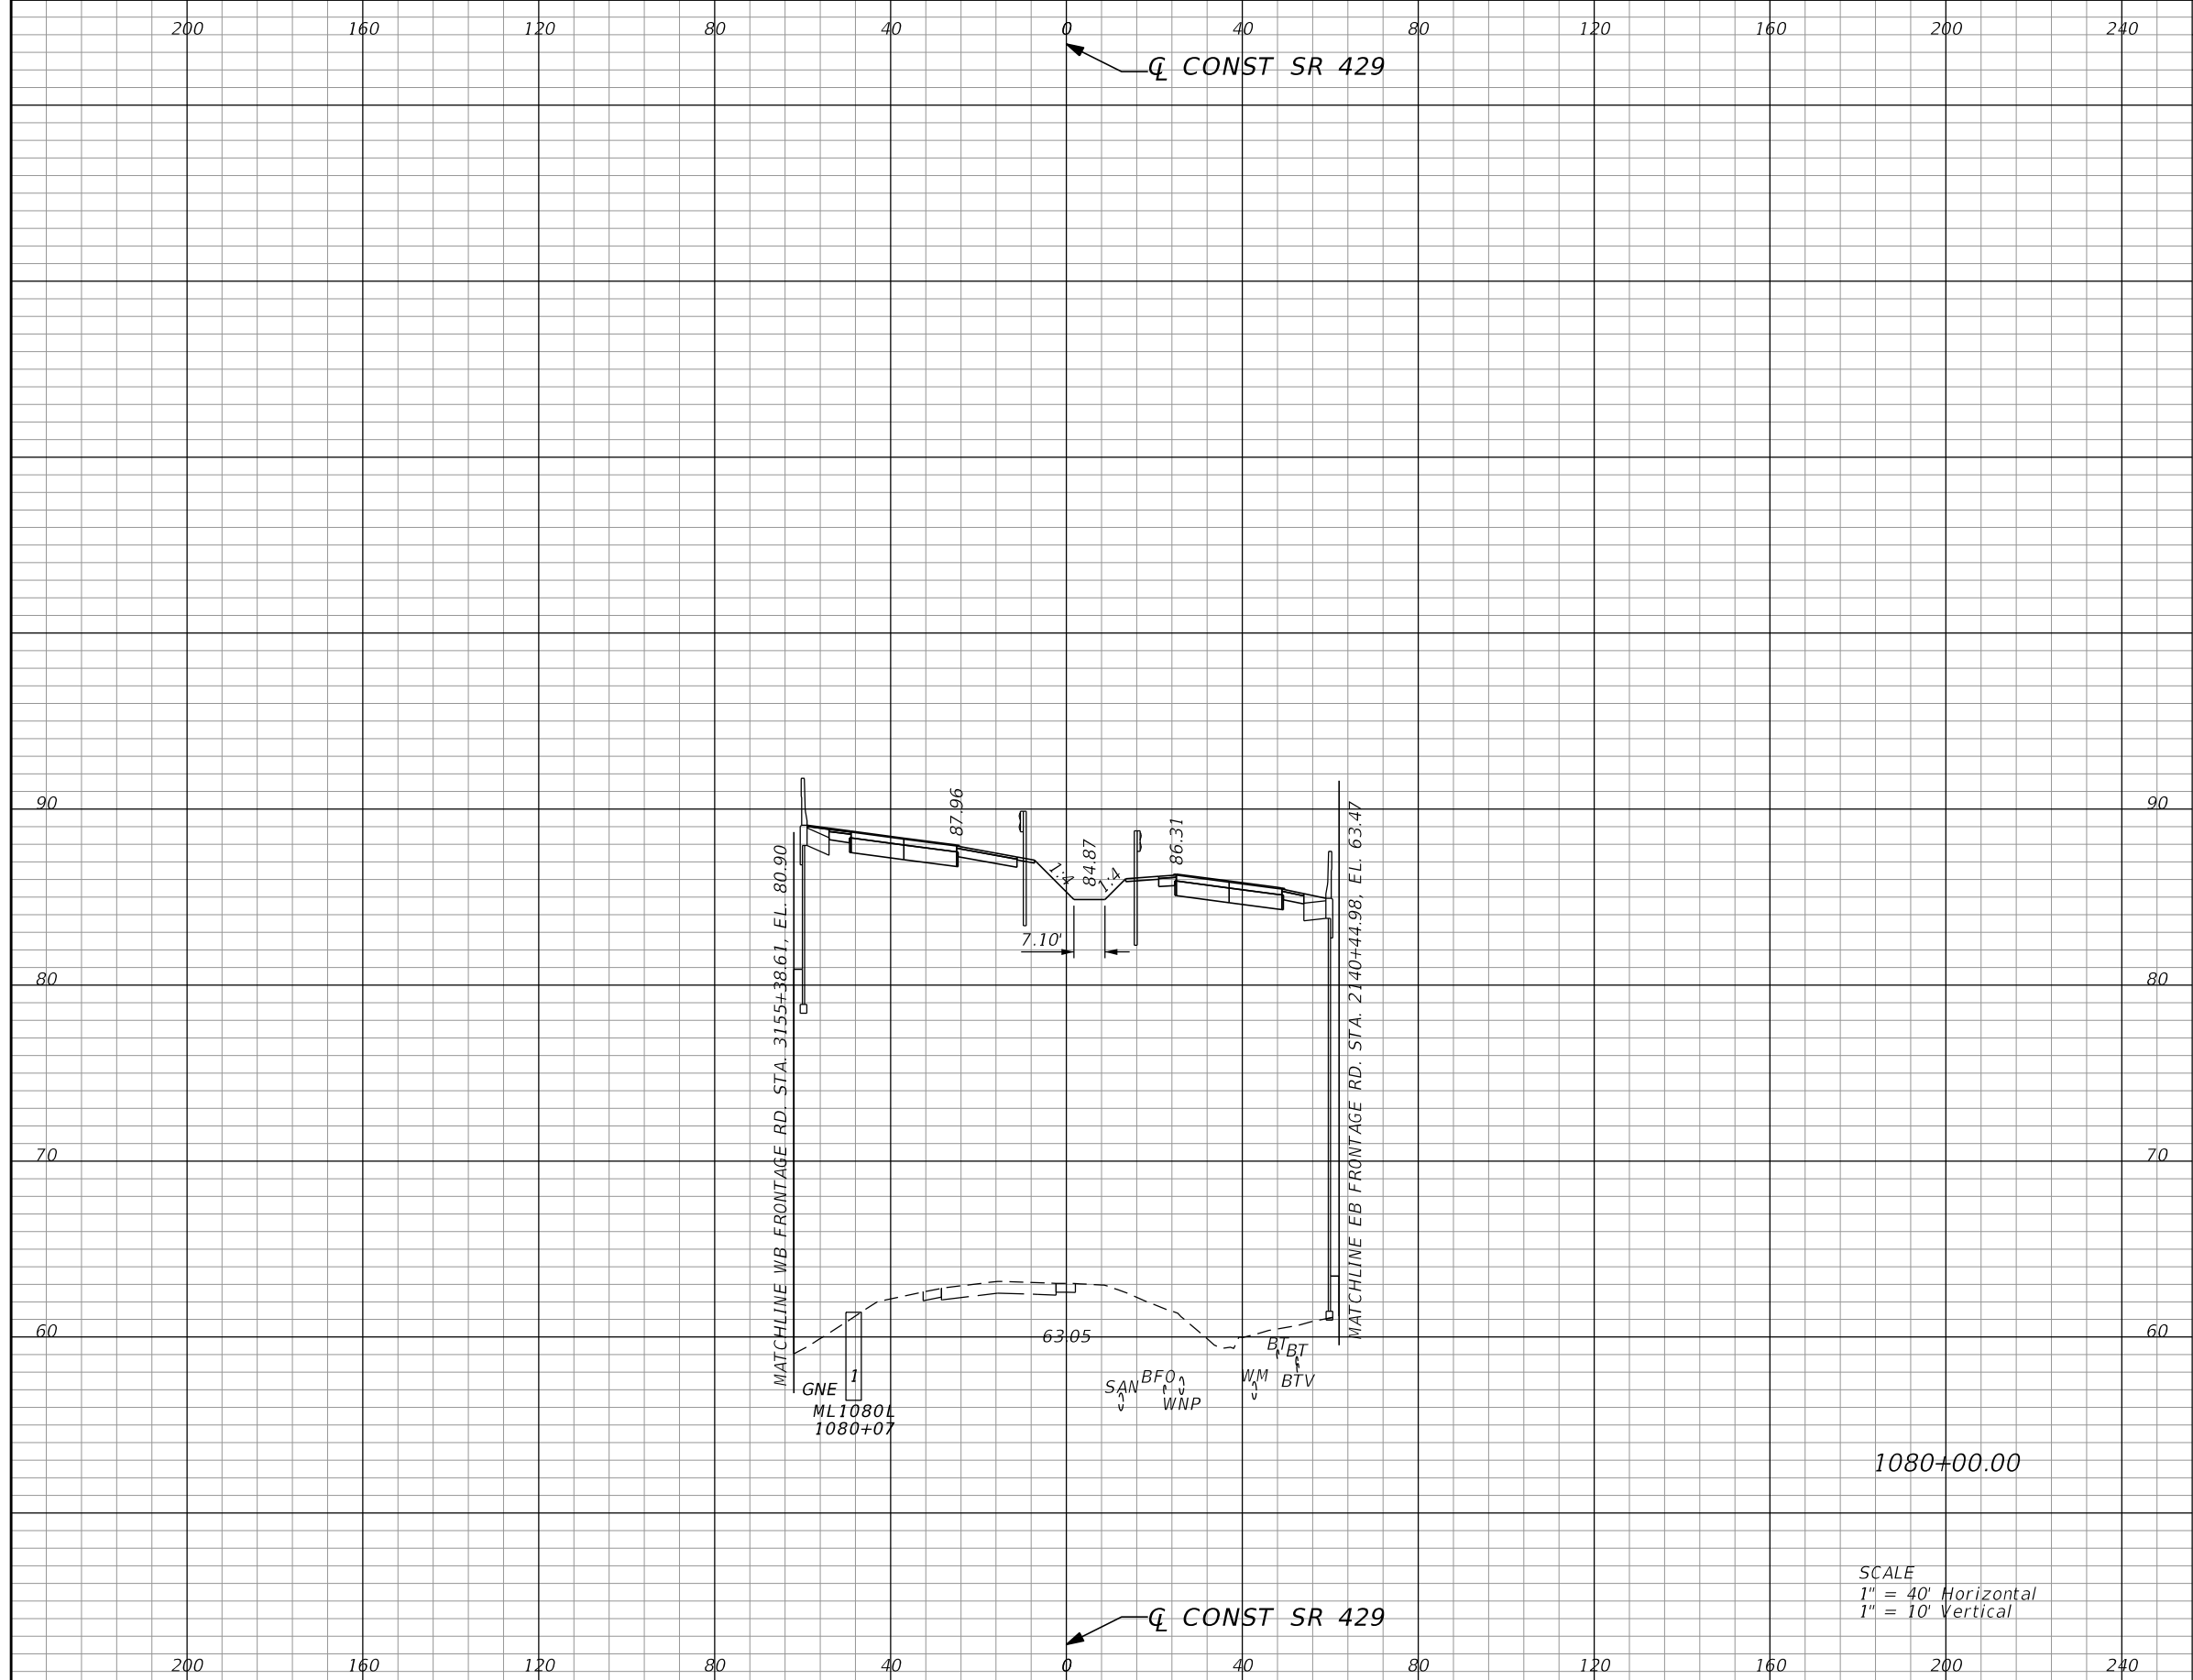 200 160 120 80 40 0 40 80 120 160 200 240
℄ CONST SR 429
90 90
87.96
86.31
84.87
1:4 1:4
7.10'
80 80
MATCHLINE WB FRONTAGE RD. STA. 3155+38.61, EL. 80.90
MATCHLINE EB FRONTAGE RD. STA. 2140+44.98, EL. 63.47
70 70
60 60
63.05
BT BT
BTV
WM
BFO
SAN
WNP
1
GNE
ML1080L
1080+07
1080+00.00
SCALE
1" = 40' Horizontal
1" = 10' Vertical
℄ CONST SR 429
200 160 120 80 40 0 40 80 120 160 200 240